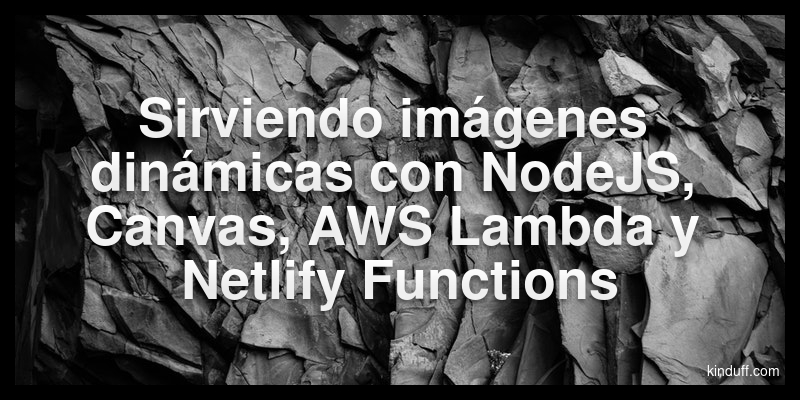 Sirviendo imágenes
dinámicas con NodeJS,
Canvas, AWS Lambda y
Netlify Functions
kinduff.com